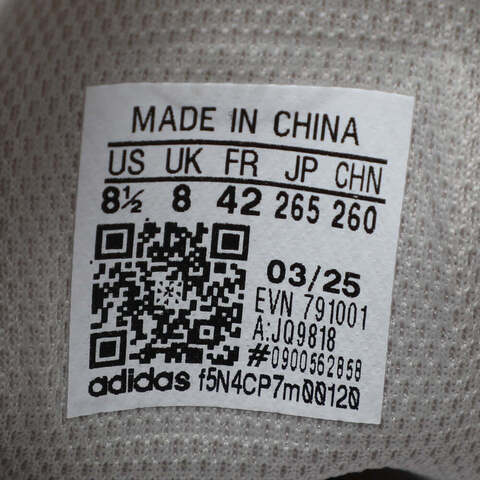 MADE IN CHINA
US UK FR JP CHN
8½ 8 42 265 260
03/25
EVN 791001
A:JQ9818
#0900562858
adidas f5N4CP7m00120